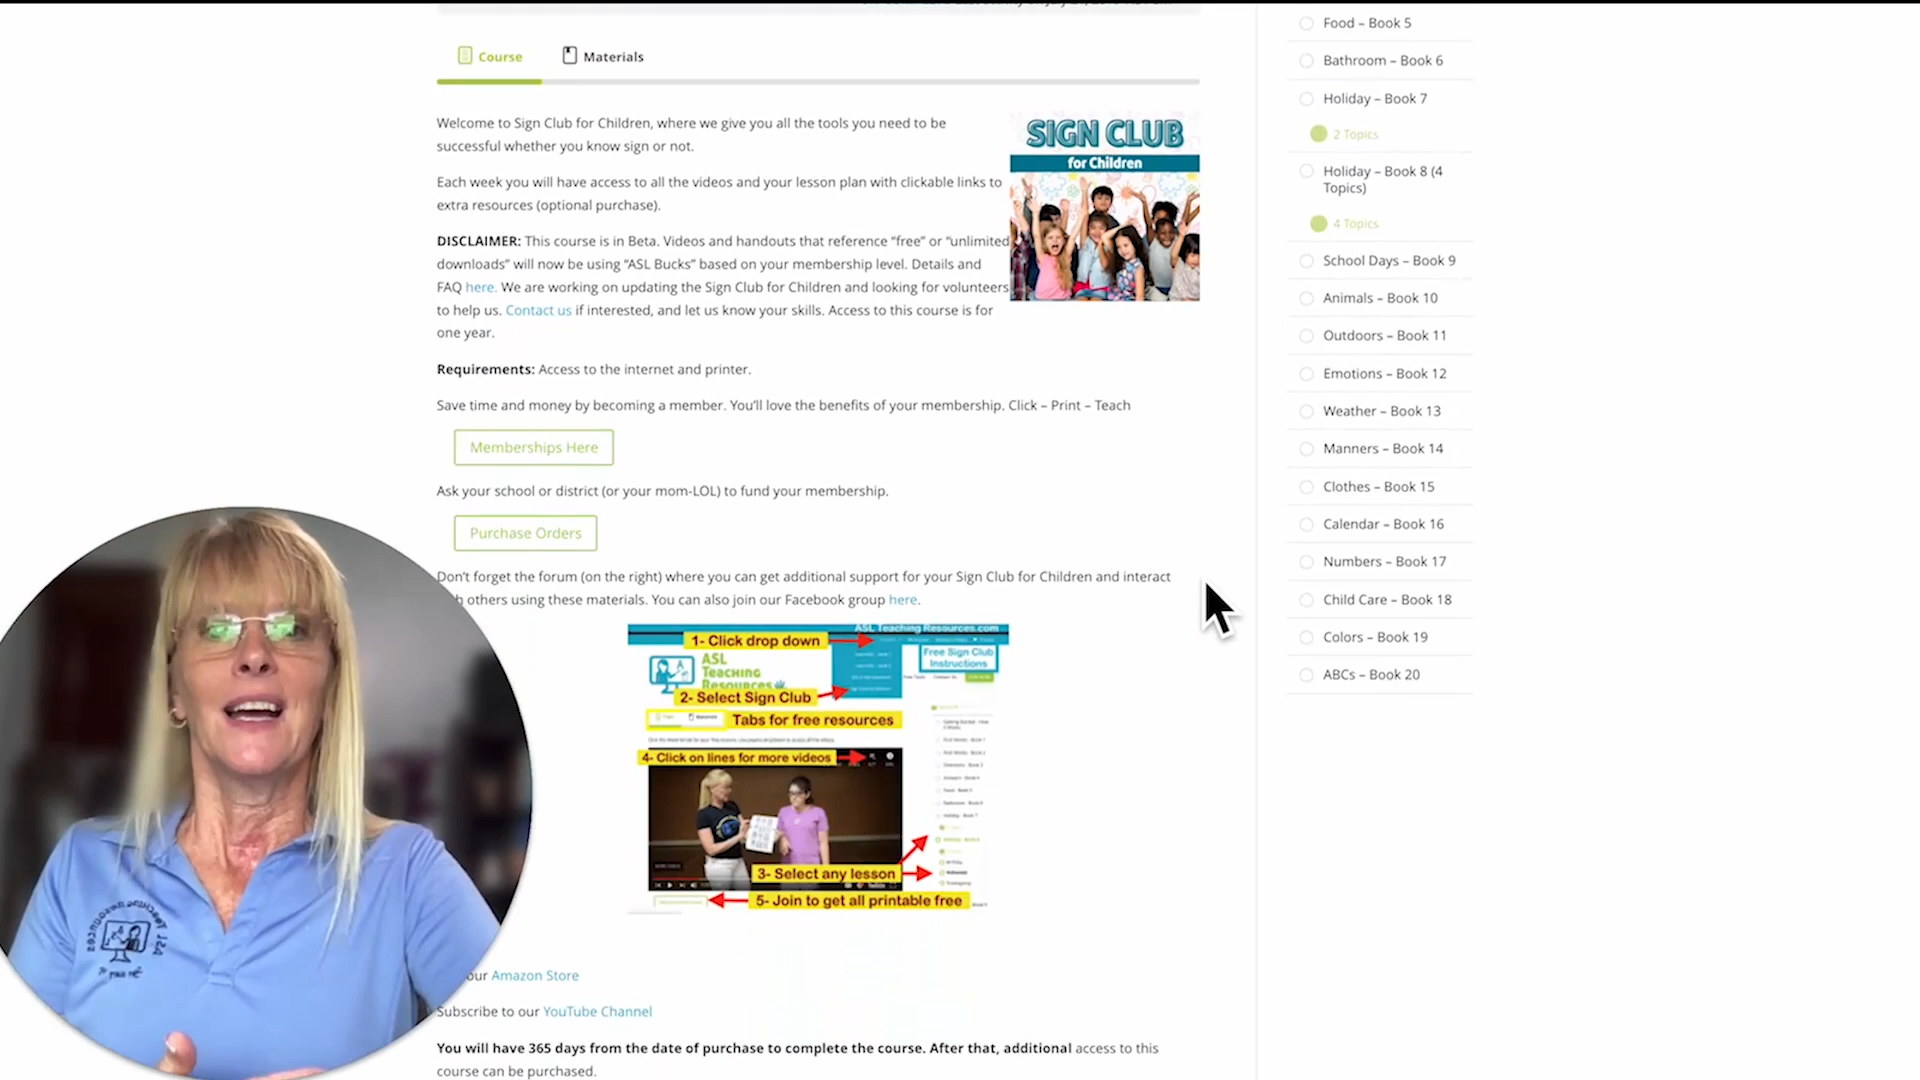 Course
Materials
Welcome to Sign Club for Children, where we give you all the tools you need to be
successful whether you know sign or not.
Each week you will have access to all the videos and your lesson plan with clickable links to
extra resources (optional purchase).
DISCLAIMER: This course is in Beta. Videos and handouts that reference “free” or “unlimited
downloads” will now be using “ASL Bucks” based on your membership level. Details and
FAQ here. We are working on updating the Sign Club for Children and looking for volunteers
to help us. Contact us if interested, and let us know your skills. Access to this course is for
one year.
SIGN CLUB
for Children
Requirements: Access to the internet and printer.
Save time and money by becoming a member. You’ll love the benefits of your membership. Click – Print – Teach
Memberships Here
Ask your school or district (or your mom-LOL) to fund your membership.
Purchase Orders
Don’t forget the forum (on the right) where you can get additional support for your Sign Club for Children and interact
others using these materials. You can also join our Facebook group here.
ASL Teaching Resources.com
1- Click drop down
Free Sign Club
Instructions
ASL
TEACHING
RESOURCES
2- Select Sign Club
Tabs for free resources
4- Click on lines for more videos
3- Select any lesson
5- Join to get all printable free
our Amazon Store
Subscribe to our YouTube Channel
You will have 365 days from the date of purchase to complete the course. After that, additional access to this
course can be purchased.
Food – Book 5
Bathroom – Book 6
Holiday – Book 7
2 Topics
Holiday – Book 8 (4
Topics)
4 Topics
School Days – Book 9
Animals – Book 10
Outdoors – Book 11
Emotions – Book 12
Weather – Book 13
Manners – Book 14
Clothes – Book 15
Calendar – Book 16
Numbers – Book 17
Child Care – Book 18
Colors – Book 19
ABCs – Book 20